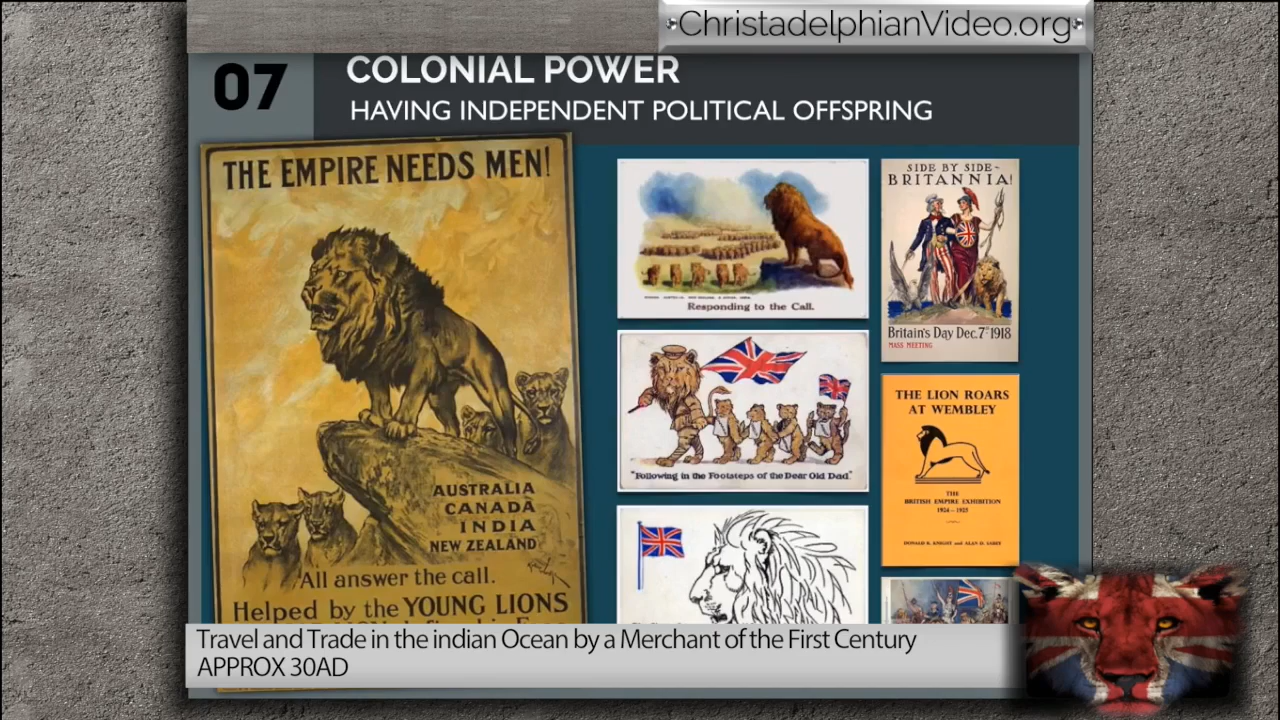 ChristadelphianVideo.org
07
COLONIAL POWER
HAVING INDEPENDENT POLITICAL OFFSPRING
THE EMPIRE NEEDS MEN!
AUSTRALIA
CANADA
INDIA
NEW ZEALAND
All answer the call.
Helped by the YOUNG LIONS
Responding to the Call.
"Following in the Footsteps of the Dear Old Dad."
SIDE BY SIDE-
BRITANNIA!
Britain's Day Dec. 7th 1918
MASS MEETING
THE LION ROARS
AT WEMBLEY
THE
BRITISH EMPIRE EXHIBITION
1924-1925
Travel and Trade in the indian Ocean by a Merchant of the First Century
APPROX 30AD